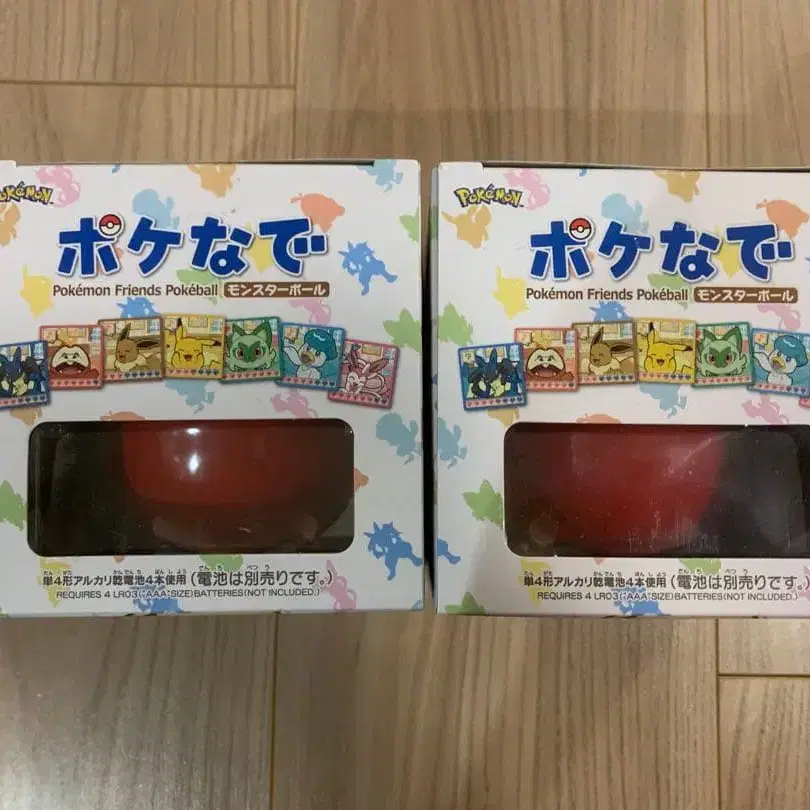 POKéMON
ポケなで
Pokémon Friends Pokéball モンスターボール
単4形アルカリ乾電池4本使用(電池は別売りです。)
REQUIRES 4 LR03("AAA"SIZE)BATTERIES(NOT INCLUDED.)
POKéMON
ポケなで
Pokémon Friends Pokéball モンスターボール
単4形アルカリ乾電池4本使用(電池は別売りです。)
REQUIRES 4 LR03("AAA"SIZE)BATTERIES(NOT INCLUDED.)